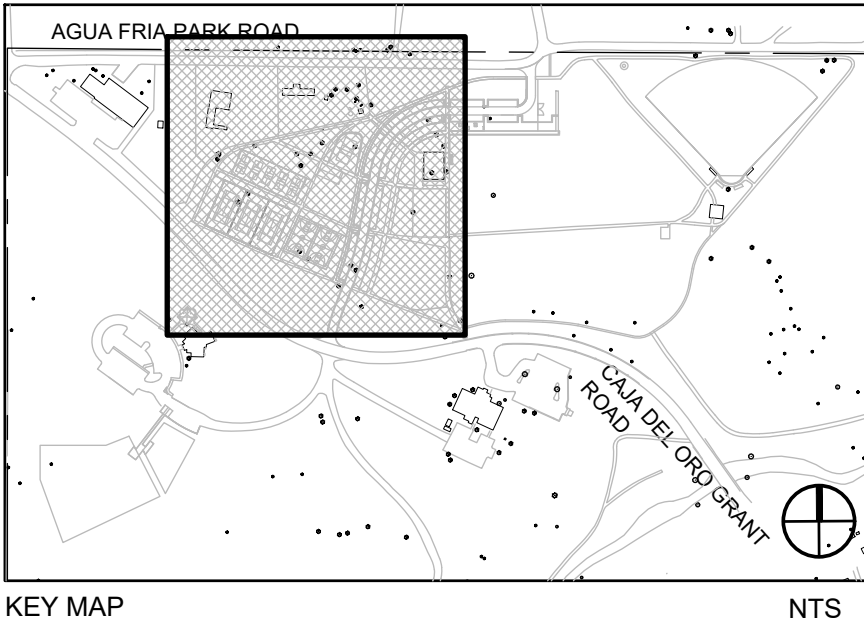 AGUA FRIA PARK ROAD
CAJA DEL ORO GRANT
ROAD
KEY MAP
NTS